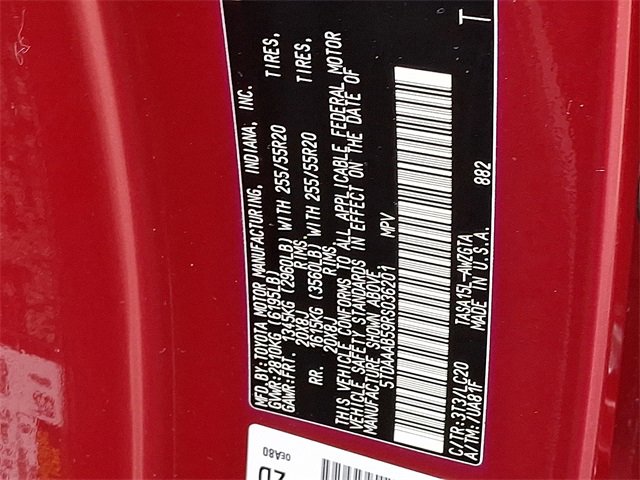 MFD.BY:TOYOTA MOTOR MANUFACTURING, INDIANA, INC.
GVWR:2810KG (6195LB)
GAWR:FRT. 1345KG (2960LB) WITH 255/55R20 TIRES,
20X8J RIMS,
RR. 1615KG (3560LB) WITH 255/55R20 TIRES,
20X8J RIMS.
THIS VEHICLE CONFORMS TO ALL APPLICABLE FEDERAL MOTOR
VEHICLE SAFETY STANDARDS IN EFFECT ON THE DATE OF
MANUFACTURE SHOWN ABOVE.
5TDAAAB59RS036201 MPV
882
C/TR:3T3/LC20 TASA15L-AWZGTA
A/TM: /UA81F MADE IN U.S.A. T
0EA80